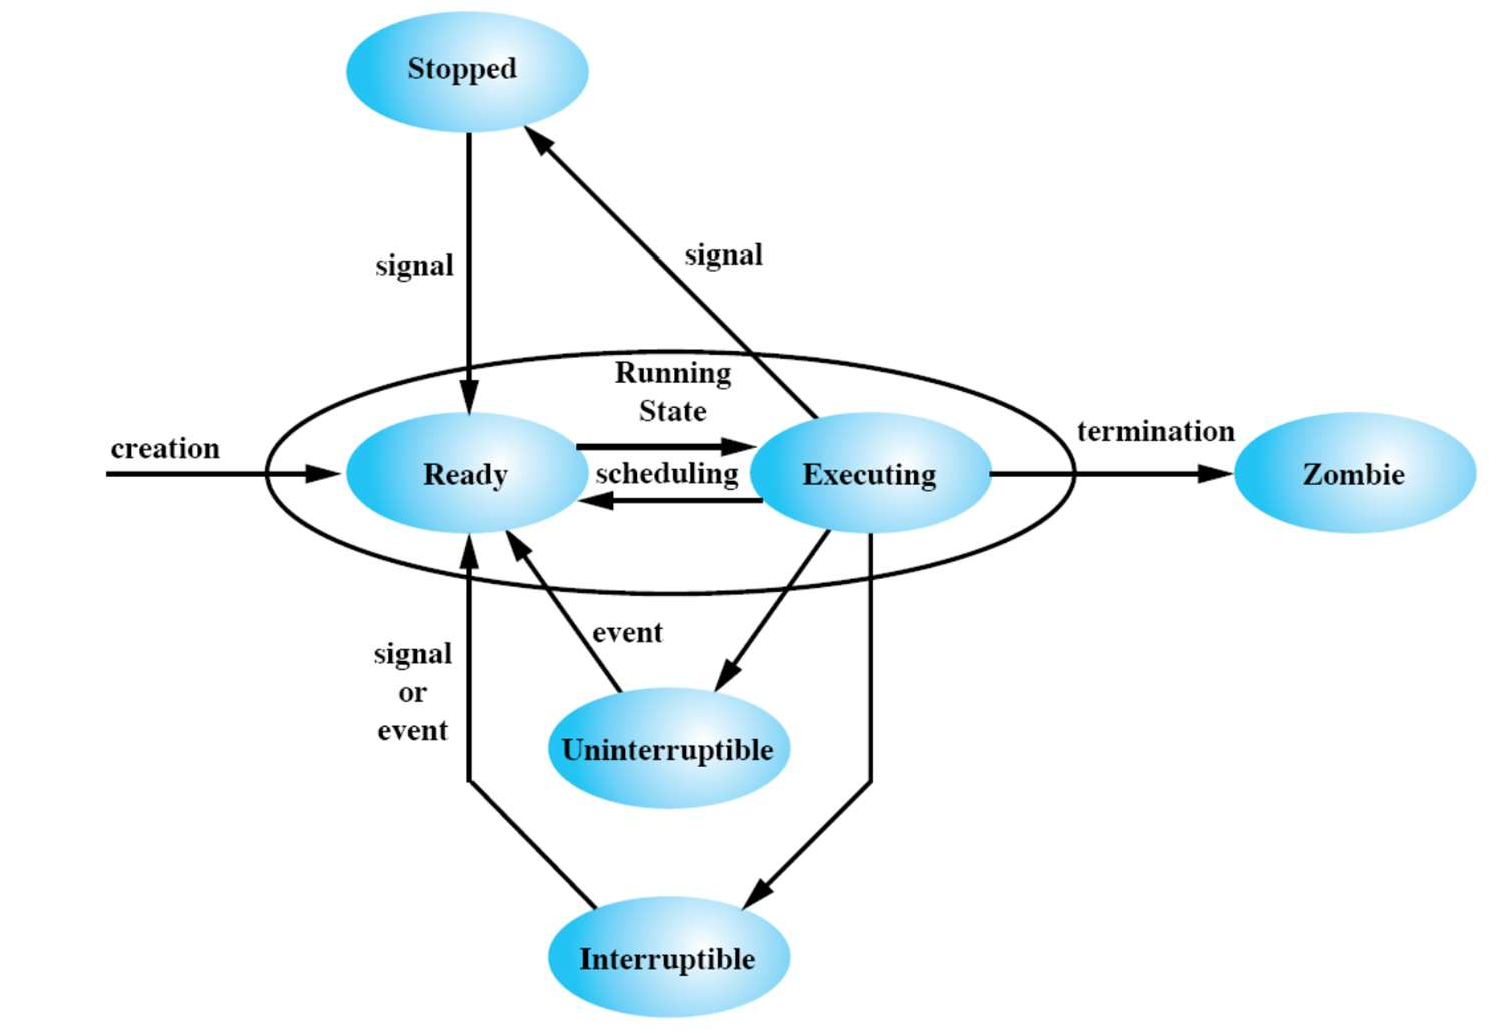 Stopped
signal
signal
Running
State
creation
termination
Ready
scheduling
Executing
Zombie
event
signal
or
event
Uninterruptible
Interruptible